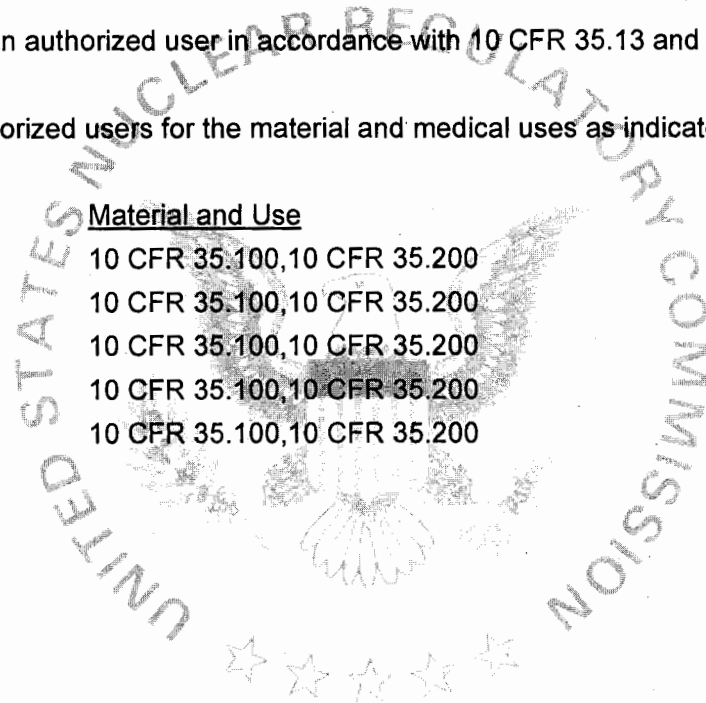 n authorized user in accordance with 10 CFR 35.13 and
orized users for the material and medical uses as indicat
Material and Use
10 CFR 35.100,10 CFR 35.200
10 CFR 35.100,10 CFR 35.200
10 CFR 35.100,10 CFR 35.200
10 CFR 35.100,10 CFR 35.200
10 CFR 35.100,10 CFR 35.200
UNITED STATES NUCLEAR REGULATORY COMMISSION